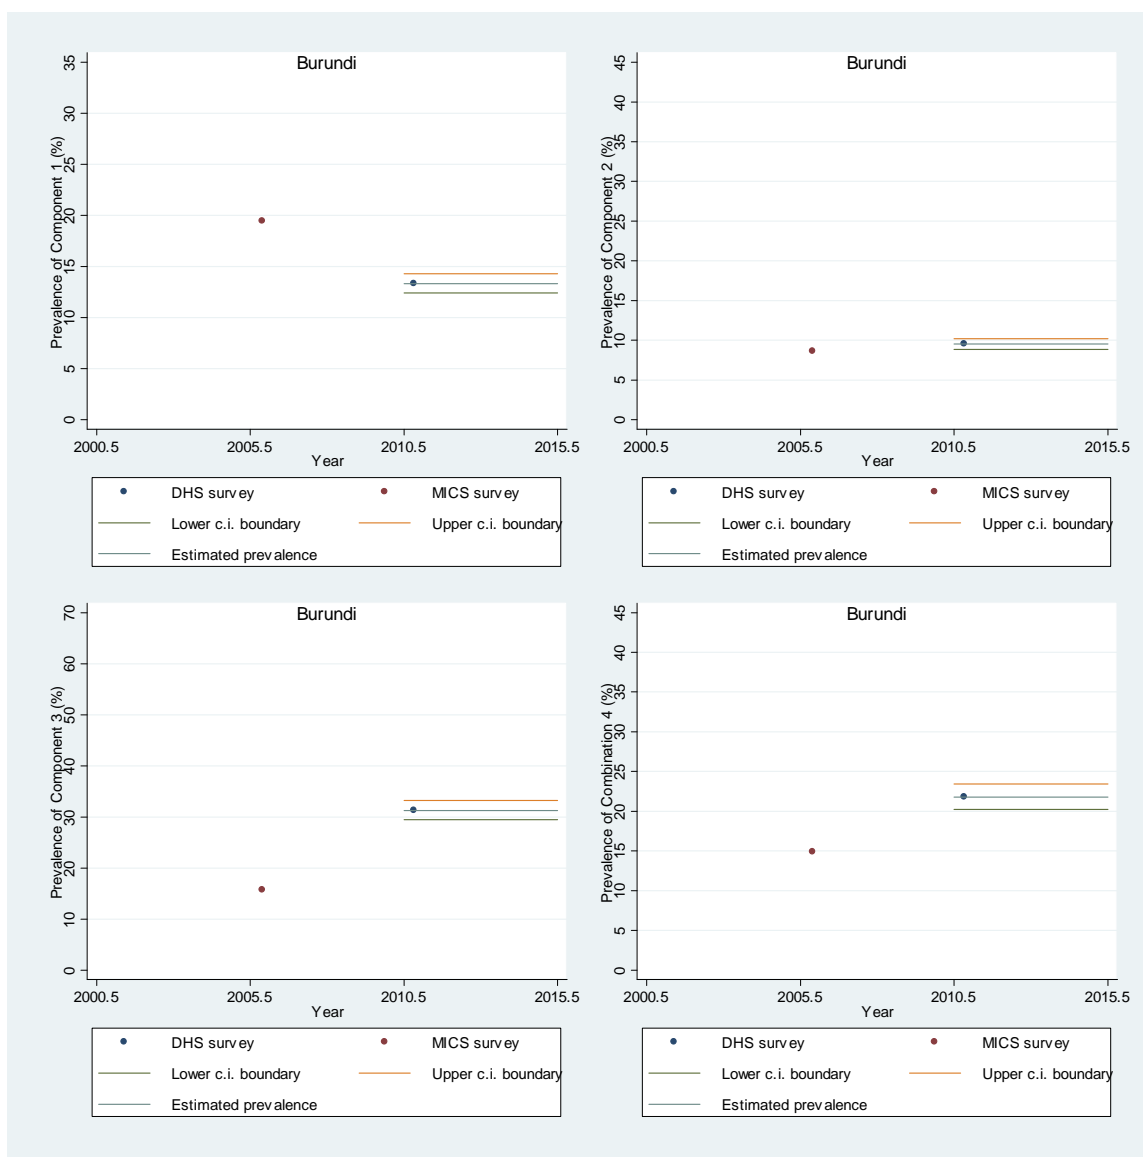 Burundi
35
30
25
20
15
10
5
0
Prevalence of Component 1 (%)
2000.5 2005.5 2010.5 2015.5
Year
DHS survey MICS survey
Lower c.i. boundary Upper c.i. boundary
Estimated prevalence
Burundi
45
40
35
30
25
20
15
10
5
0
Prevalence of Component 2 (%)
2000.5 2005.5 2010.5 2015.5
Year
DHS survey MICS survey
Lower c.i. boundary Upper c.i. boundary
Estimated prevalence
Burundi
70
60
50
40
30
20
10
0
Prevalence of Component 3 (%)
2000.5 2005.5 2010.5 2015.5
Year
DHS survey MICS survey
Lower c.i. boundary Upper c.i. boundary
Estimated prevalence
Burundi
45
40
35
30
25
20
15
10
5
0
Prevalence of Combination 4 (%)
2000.5 2005.5 2010.5 2015.5
Year
DHS survey MICS survey
Lower c.i. boundary Upper c.i. boundary
Estimated prevalence